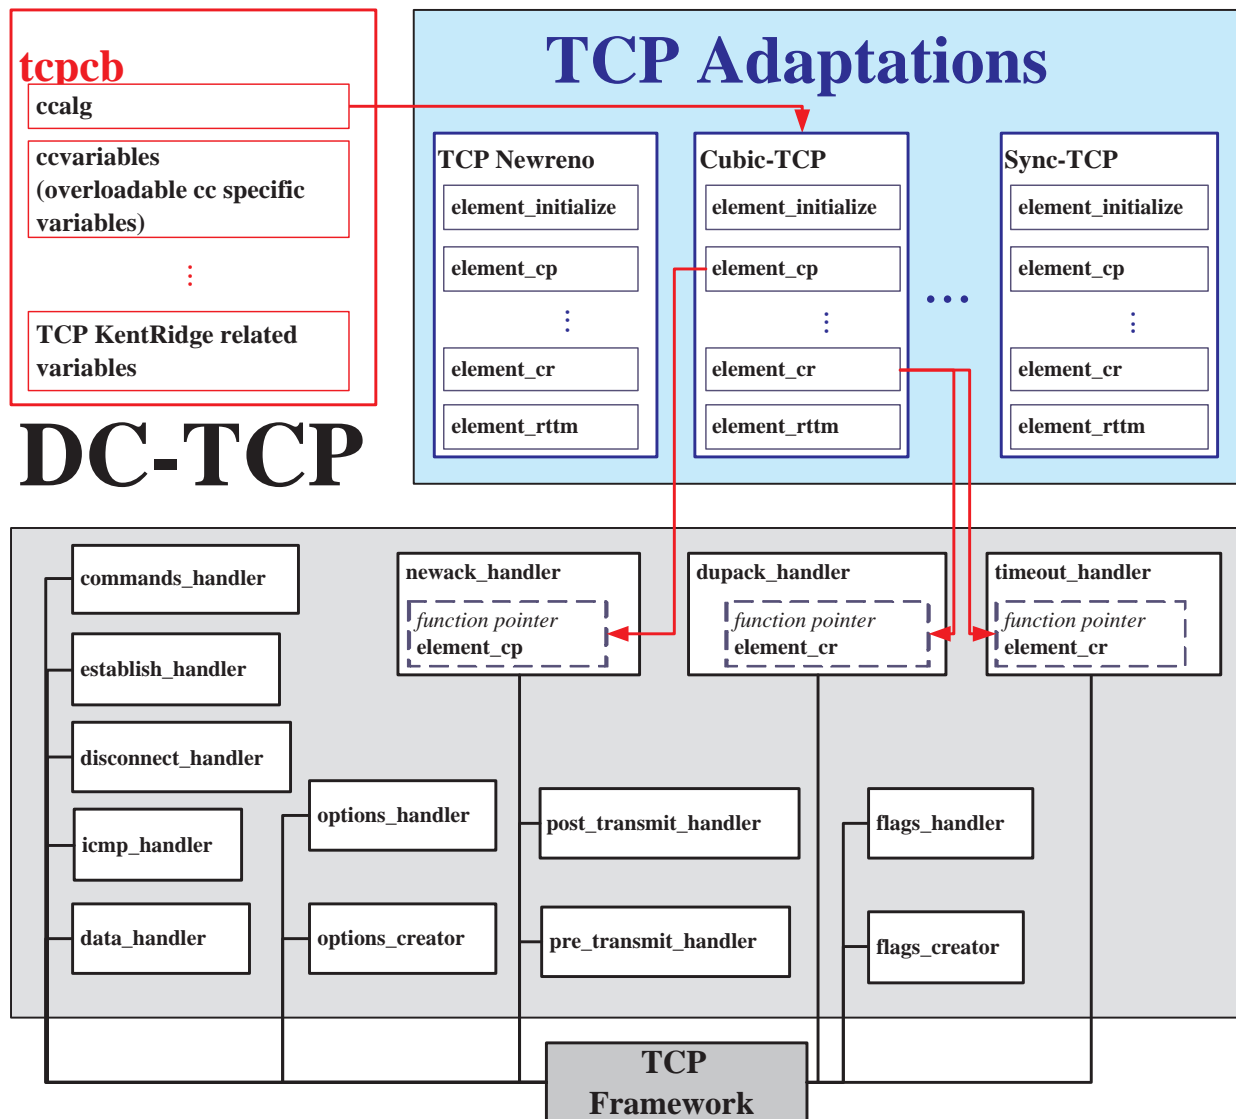 tcpcb
ccalg
ccvariables
(overloadable cc specific
variables)
TCP KentRidge related
variables
DC-TCP
TCP Adaptations
TCP Newreno
element_initialize
element_cp
element_cr
element_rttm
Cubic-TCP
element_initialize
element_cp
element_cr
element_rttm
Sync-TCP
element_initialize
element_cp
element_cr
element_rttm
commands_handler
establish_handler
disconnect_handler
icmp_handler
data_handler
newack_handler
function pointer
element_cp
dupack_handler
function pointer
element_cr
timeout_handler
function pointer
element_cr
options_handler
options_creator
post_transmit_handler
pre_transmit_handler
flags_handler
flags_creator
TCP
Framework